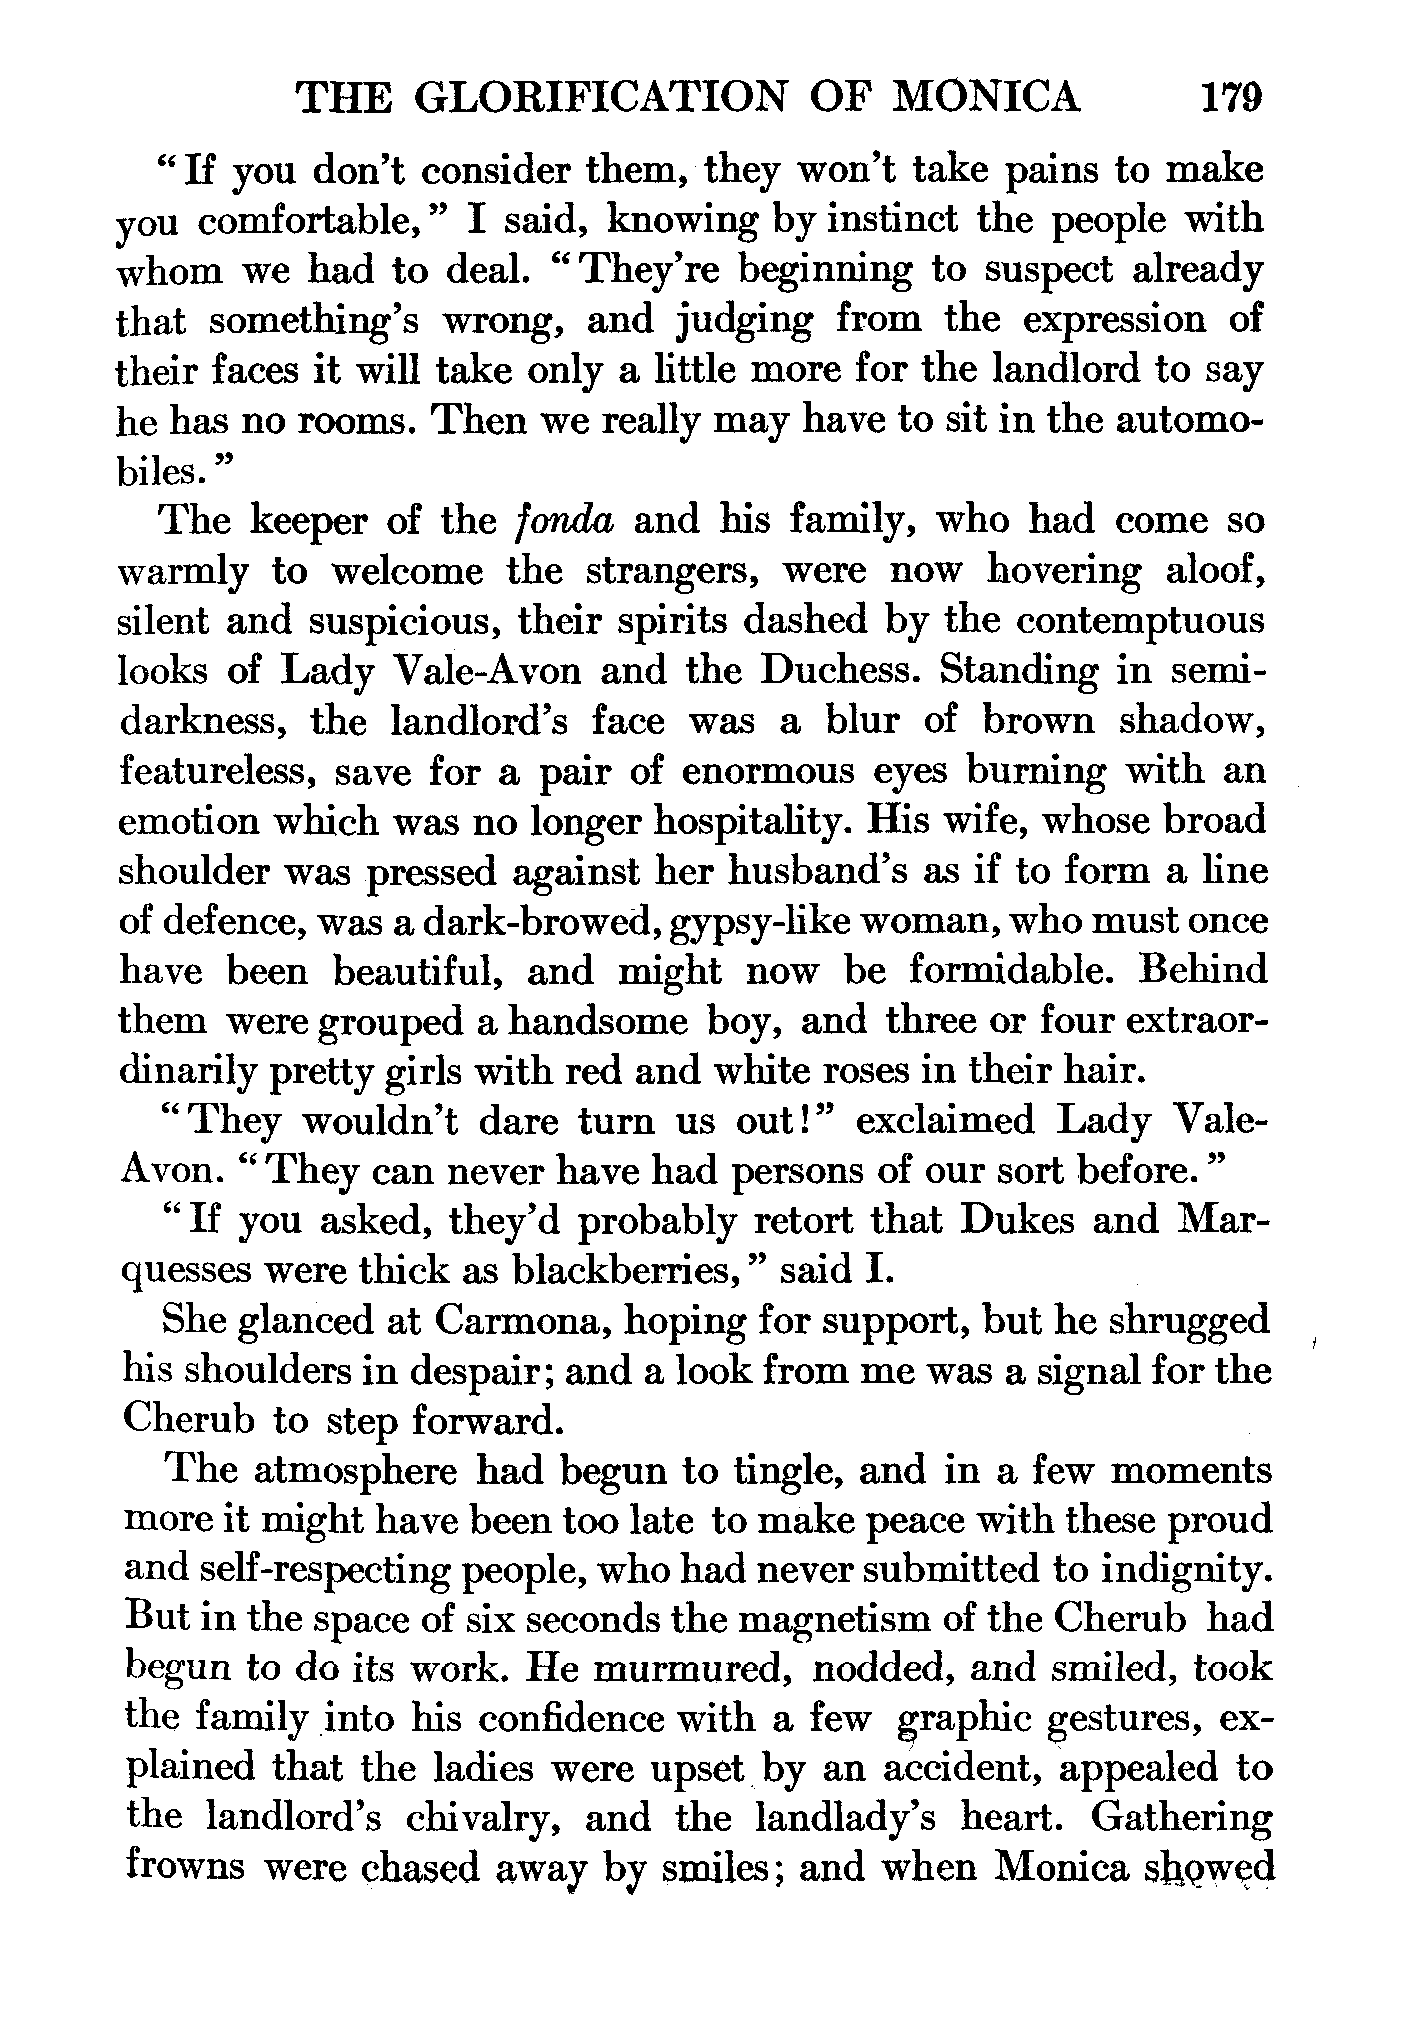 THE GLORIFICATION OF MONICA 179
"If you don't consider them, they won't take pains to make
you comfortable," I said, knowing by instinct the people with
whom we had to deal. "They're beginning to suspect already
that something's wrong, and judging from the expression of
their faces it will take only a little more for the landlord to say
he has no rooms. Then we really may have to sit in the automo-
biles."
The keeper of the fonda and his family, who had come so
warmly to welcome the strangers, were now hovering aloof,
silent and suspicious, their spirits dashed by the contemptuous
looks of Lady Vale-Avon and the Duchess. Standing in semi-
darkness, the landlord's face was a blur of brown shadow,
featureless, save for a pair of enormous eyes burning with an
emotion which was no longer hospitality. His wife, whose broad
shoulder was pressed against her husband's as if to form a line
of defence, was a dark-browed, gypsy-like woman, who must once
have been beautiful, and might now be formidable. Behind
them were grouped a handsome boy, and three or four extraor-
dinarily pretty girls with red and white roses in their hair.
"They wouldn't dare turn us out!" exclaimed Lady Vale-
Avon. "They can never have had persons of our sort before."
"If you asked, they'd probably retort that Dukes and Mar-
quesses were thick as blackberries," said I.
She glanced at Carmona, hoping for support, but he shrugged
his shoulders in despair; and a look from me was a signal for the
Cherub to step forward.
The atmosphere had begun to tingle, and in a few moments
more it might have been too late to make peace with these proud
and self-respecting people, who had never submitted to indignity.
But in the space of six seconds the magnetism of the Cherub had
begun to do its work. He murmured, nodded, and smiled, took
the family into his confidence with a few graphic gestures, ex-
plained that the ladies were upset by an accident, appealed to
the landlord's chivalry, and the landlady's heart. Gathering
frowns were chased away by smiles; and when Monica showed